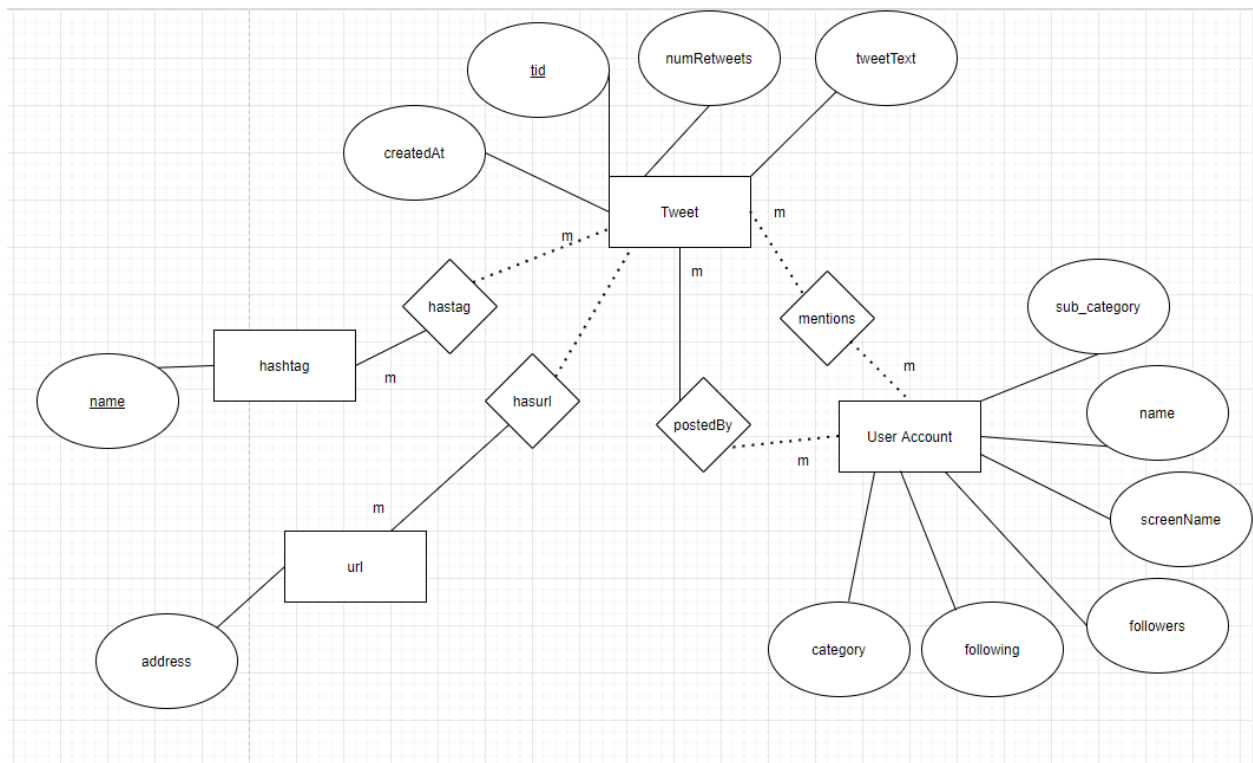 tid
numRetweets
tweetText
createdAt
Tweet
m
m
m
hastag
mentions
sub_category
hashtag
m
m
name
hasurl
postedBy
name
User Account
m
m
screenName
url
address
category
following
followers